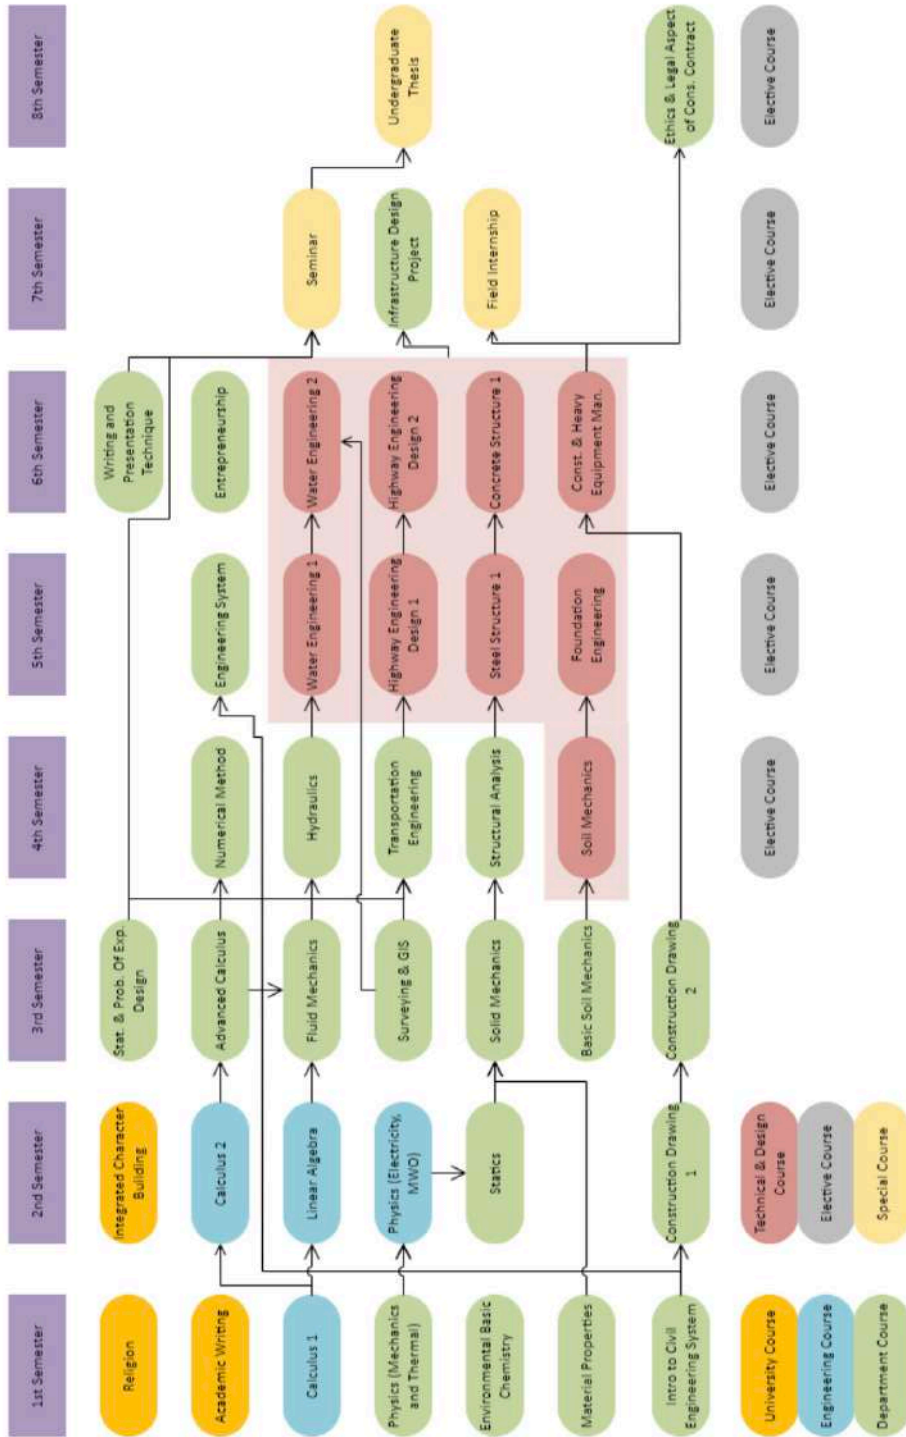 1st Semester
2nd Semester
3rd Semester
4th Semester
5th Semester
6th Semester
7th Semester
8th Semester
Religion
Integrated Character
Building
Stat. & Prob. Of Exp.
Design
Writing and
Presentation
Technique
Academic Writing
Calculus 2
Advanced Calculus
Numerical Method
Engineering System
Entrepreneurship
Calculus 1
Linear Algebra
Fluid Mechanics
Hydraulics
Water Engineering 1
Water Engineering 2
Seminar
Physics (Mechanics
and Thermal)
Physics (Electricity,
MWO)
Surveying & GIS
Transportation
Engineering
Highway Engineering
Design 1
Highway Engineering
Design 2
Infrastructure Design
Project
Undergraduate
Thesis
Environmental Basic
Chemistry
Statics
Solid Mechanics
Structural Analysis
Steel Structure 1
Concrete Structure 1
Field Internship
Material Properties
Basic Soil Mechanics
Soil Mechanics
Foundation
Engineering
Const. & Heavy
Equipment Man.
Intro to Civil
Engineering System
Construction Drawing
1
Construction Drawing
2
Ethics & Legal Aspect
of Cons. Contract
University Course
Technical & Design
Course
Elective Course
Elective Course
Elective Course
Elective Course
Elective Course
Engineering Course
Elective Course
Department Course
Special Course